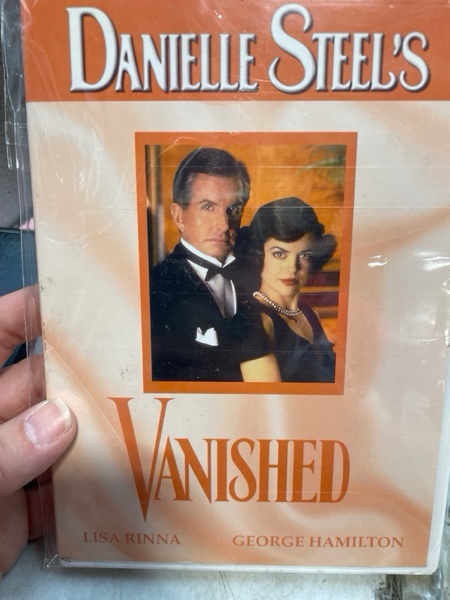 DANIELLE STEEL'S
VANISHED
LISA RINNA GEORGE HAMILTON